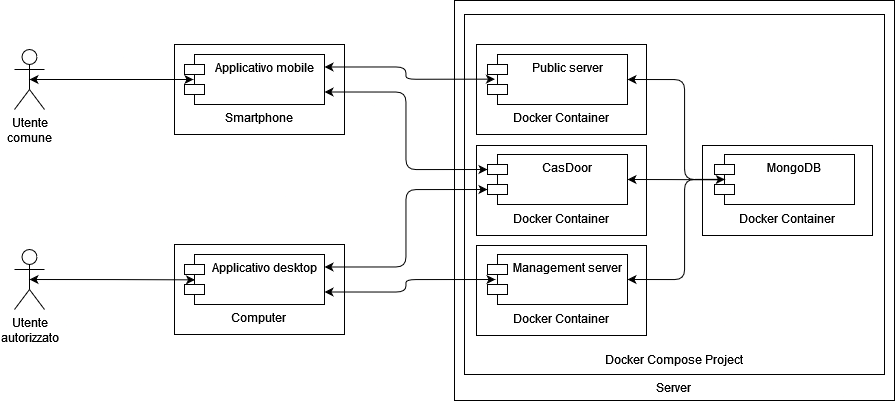 Utente
comune
Applicativo mobile
Smartphone
Public server
Docker Container
CasDoor
Docker Container
MongoDB
Docker Container
Utente
autorizzato
Applicativo desktop
Computer
Management server
Docker Container
Docker Compose Project
Server